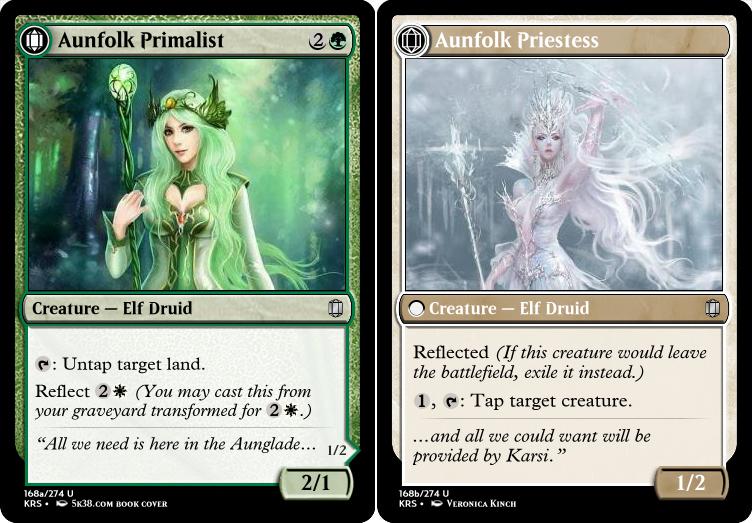 Aunfolk Primalist
2
Creature — Elf Druid
: Untap target land.
Reflect 2 (You may cast this from
your graveyard transformed for 2 .)
“All we need is here in the Aunglade…
1/2
2/1
168a/274 U
KRS • 5k38.com book cover
Aunfolk Priestess
Creature — Elf Druid
Reflected (If this creature would leave
the battlefield, exile it instead.)
1, : Tap target creature.
…and all we could want will be
provided by Karsi.”
1/2
168b/274 U
KRS • Veronica Kinch